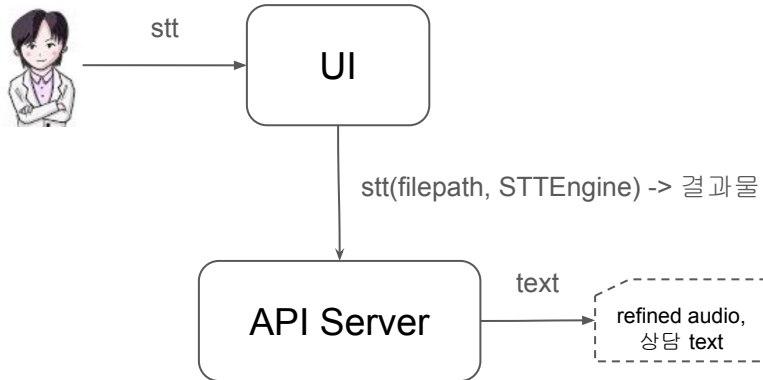 stt
UI
stt(filepath, STTEngine) -> 결과물
text
API Server
refined audio,
상담 text